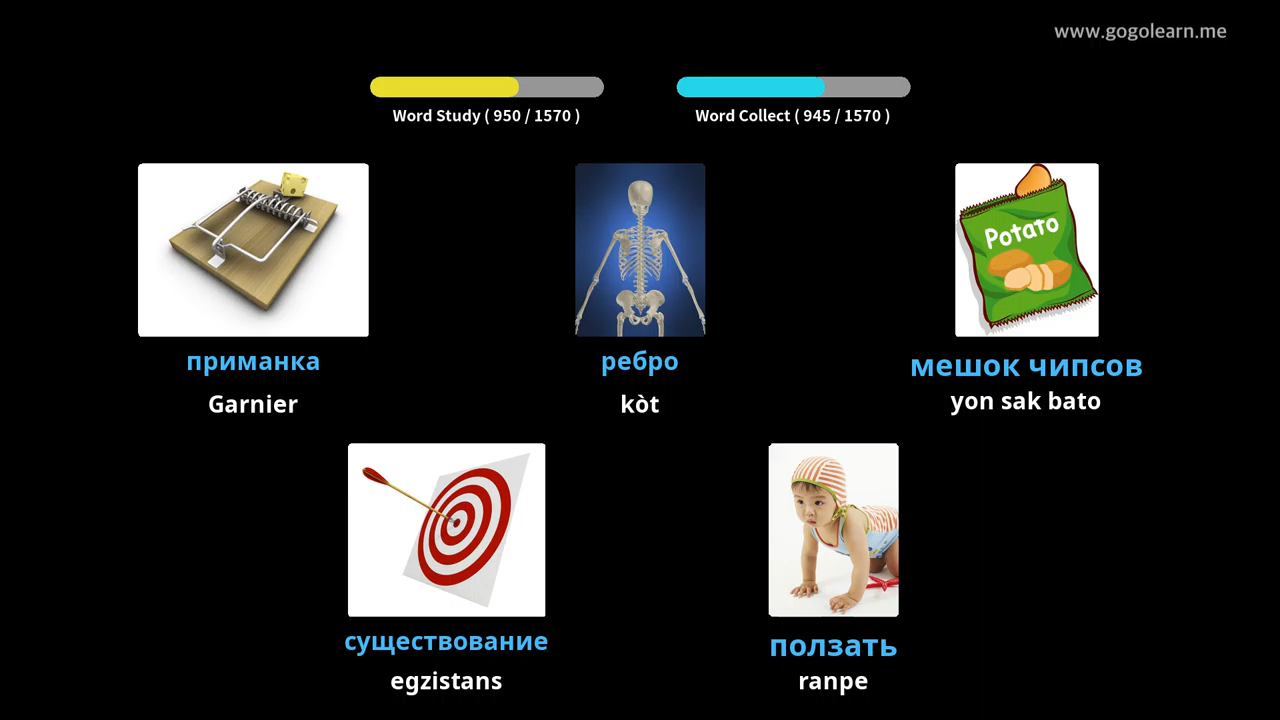 www.gogolearn.me
Word Study ( 950 / 1570 )
Word Collect ( 945 / 1570 )
Potato
приманка
Garnier
ребро
kòt
мешок чипсов
yon sak bato
существование
egzistans
ползать
ranpe